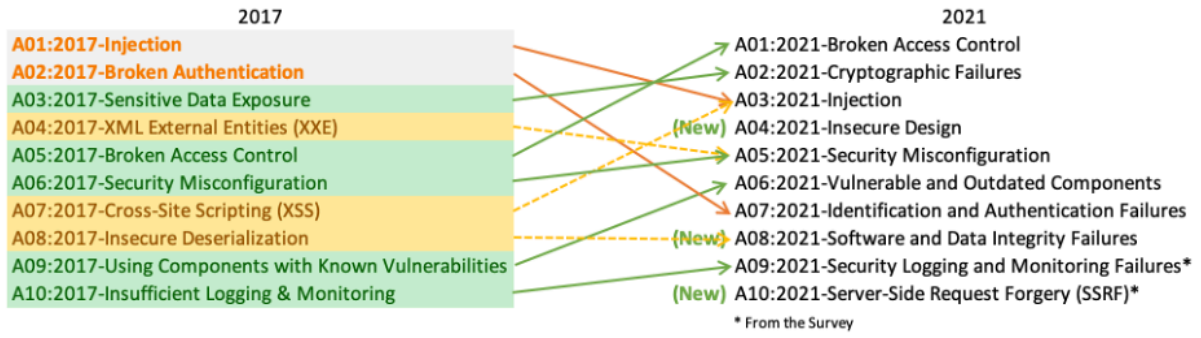 2017
A01:2017-Injection
A02:2017-Broken Authentication
A03:2017-Sensitive Data Exposure
A04:2017-XML External Entities (XXE)
A05:2017-Broken Access Control
A06:2017-Security Misconfiguration
A07:2017-Cross-Site Scripting (XSS)
A08:2017-Insecure Deserialization
A09:2017-Using Components with Known Vulnerabilities
A10:2017-Insufficient Logging & Monitoring
2021
A01:2021-Broken Access Control
A02:2021-Cryptographic Failures
A03:2021-Injection
(New) A04:2021-Insecure Design
A05:2021-Security Misconfiguration
A06:2021-Vulnerable and Outdated Components
A07:2021-Identification and Authentication Failures
(New) A08:2021-Software and Data Integrity Failures
A09:2021-Security Logging and Monitoring Failures*
(New) A10:2021-Server-Side Request Forgery (SSRF)*
* From the Survey